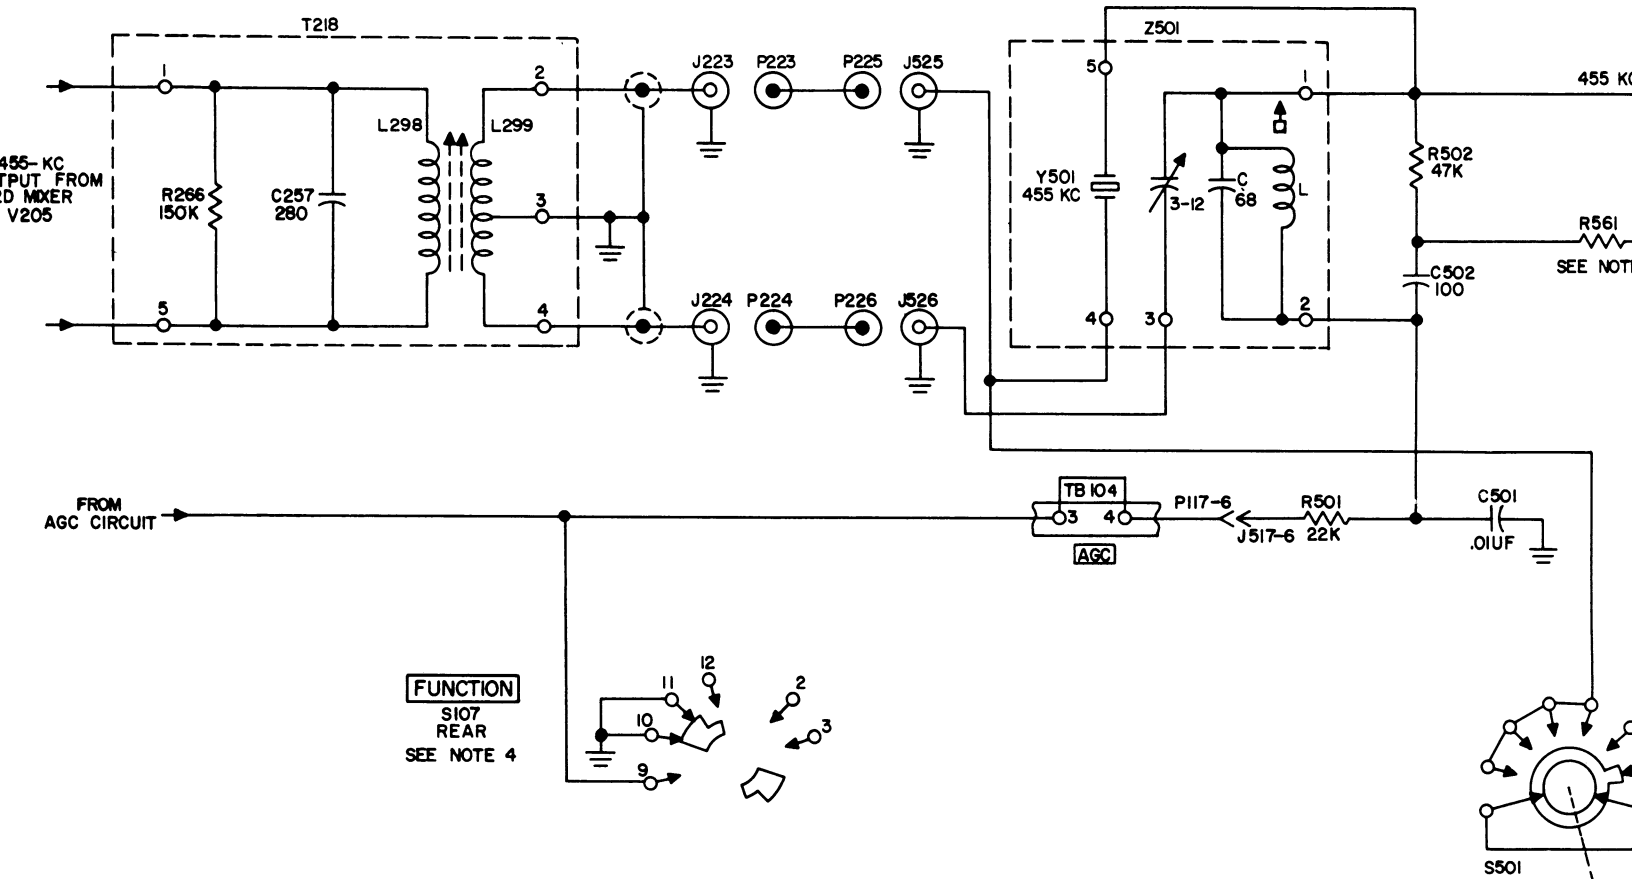 T218
1
2
L298
L299
455-KC
TPUT FROM
D MIXER
V205
R266
150K
C257
280
3
5
4
J223
P223
P225
J525
J224
P224
P226
J526
Z501
5
1
455 KC
Y501
455 KC
3-12
C
68
L
R502
47K
R561
SEE NOTE
C502
100
4
3
2
FROM
AGC CIRCUIT
TB 104
3
4
AGC
P117-6
J517-6
R501
22K
C501
.01UF
FUNCTION
S107
REAR
SEE NOTE 4
12
11
2
10
3
9
S501